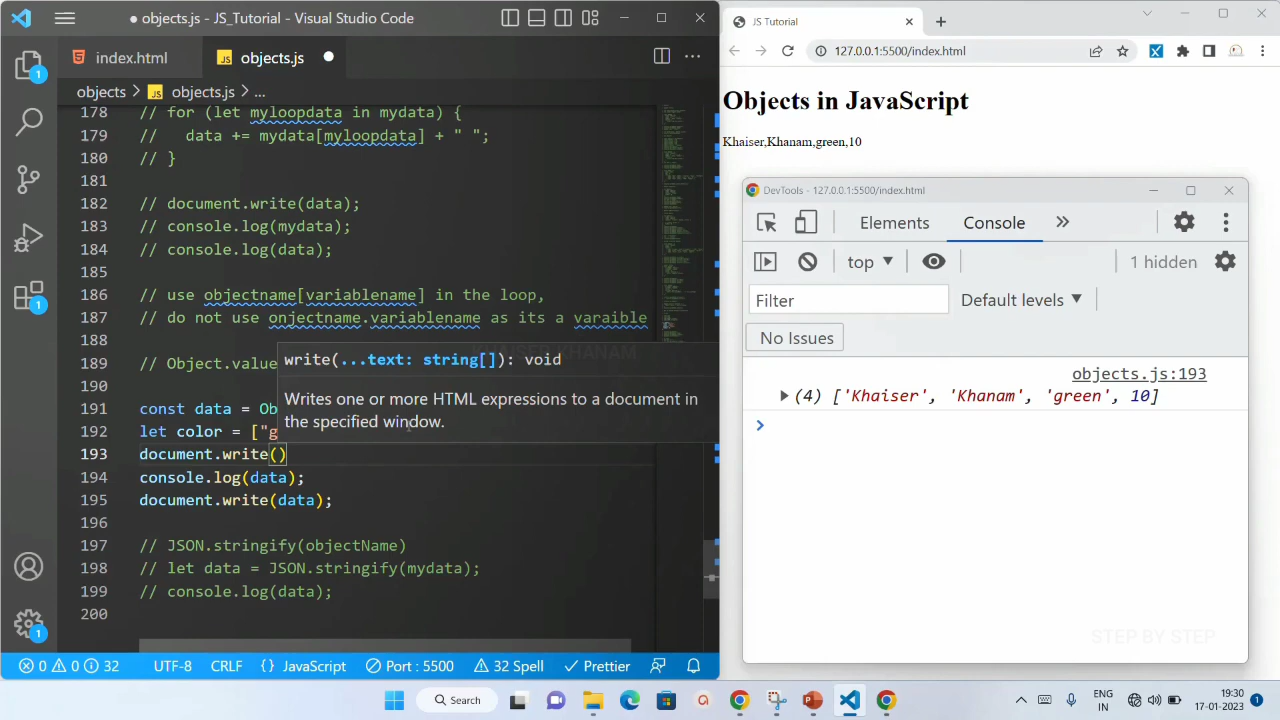 ● objects.js - JS_Tutorial - Visual Studio Code
index.html
objects.js
objects > objects.js > ...
178 // for (let myloopdata in mydata) {
179 //   data += mydata[myloopdata] + " ";
180 // }
181
182 // document.write(data);
183 // console.log(mydata);
184 // console.log(data);
185
186 // use objectname[variablename] in the loop,
187 // do not use onjectname.variablename as its a varaible
188
KHAISER KHANAM
write(...text: string[]): void
189 // Object.value
190
Writes one or more HTML expressions to a document in
the specified window.
191 const data = Ob
192 let color = ["g
193 document.write()
194 console.log(data);
195 document.write(data);
196
197 // JSON.stringify(objectName)
198 // let data = JSON.stringify(mydata);
199 // console.log(data);
200
1
1
1
0 0 32 UTF-8 CRLF {} JavaScript Port : 5500 32 Spell Prettier
JS Tutorial
127.0.0.1:5500/index.html
Objects in JavaScript
Khaiser,Khanam,green,10
DevTools - 127.0.0.1:5500/index.html
Elements Console
top 1 hidden
Filter Default levels
No Issues
objects.js:193
(4) ['Khaiser', 'Khanam', 'green', 10]
STEP BY STEP
Search
ENG
IN
19:30
17-01-2023
1